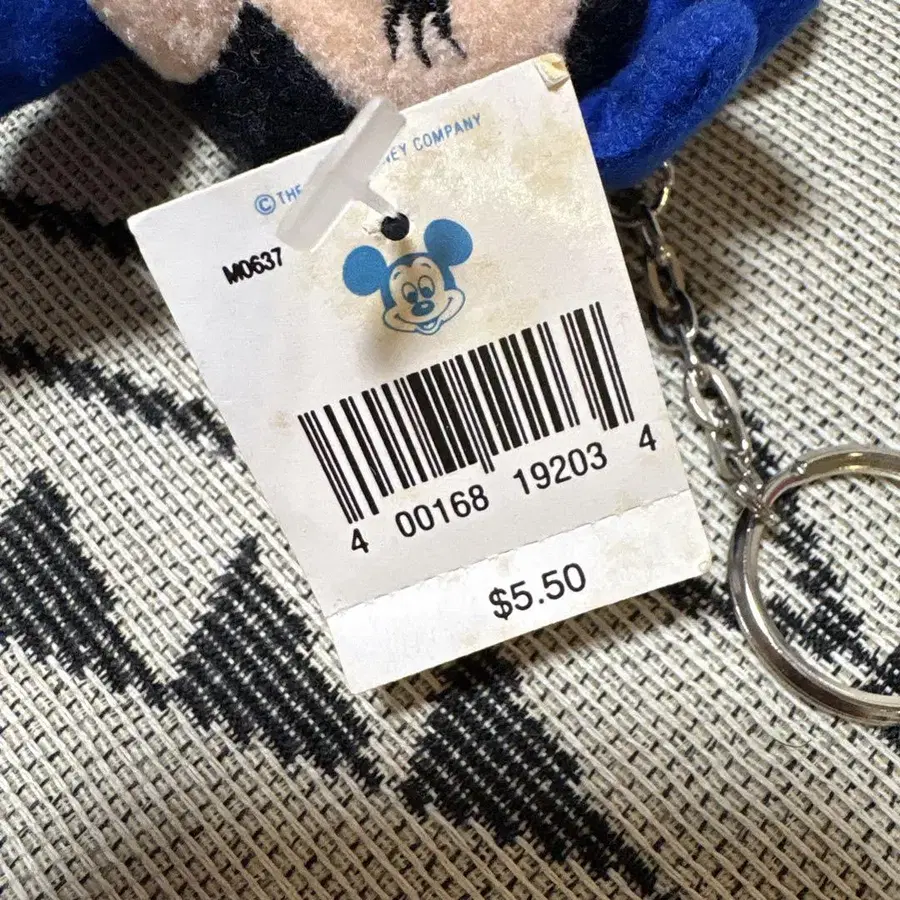 © THE NEY COMPANY
M0637
4 00168 19203 4
$5.50